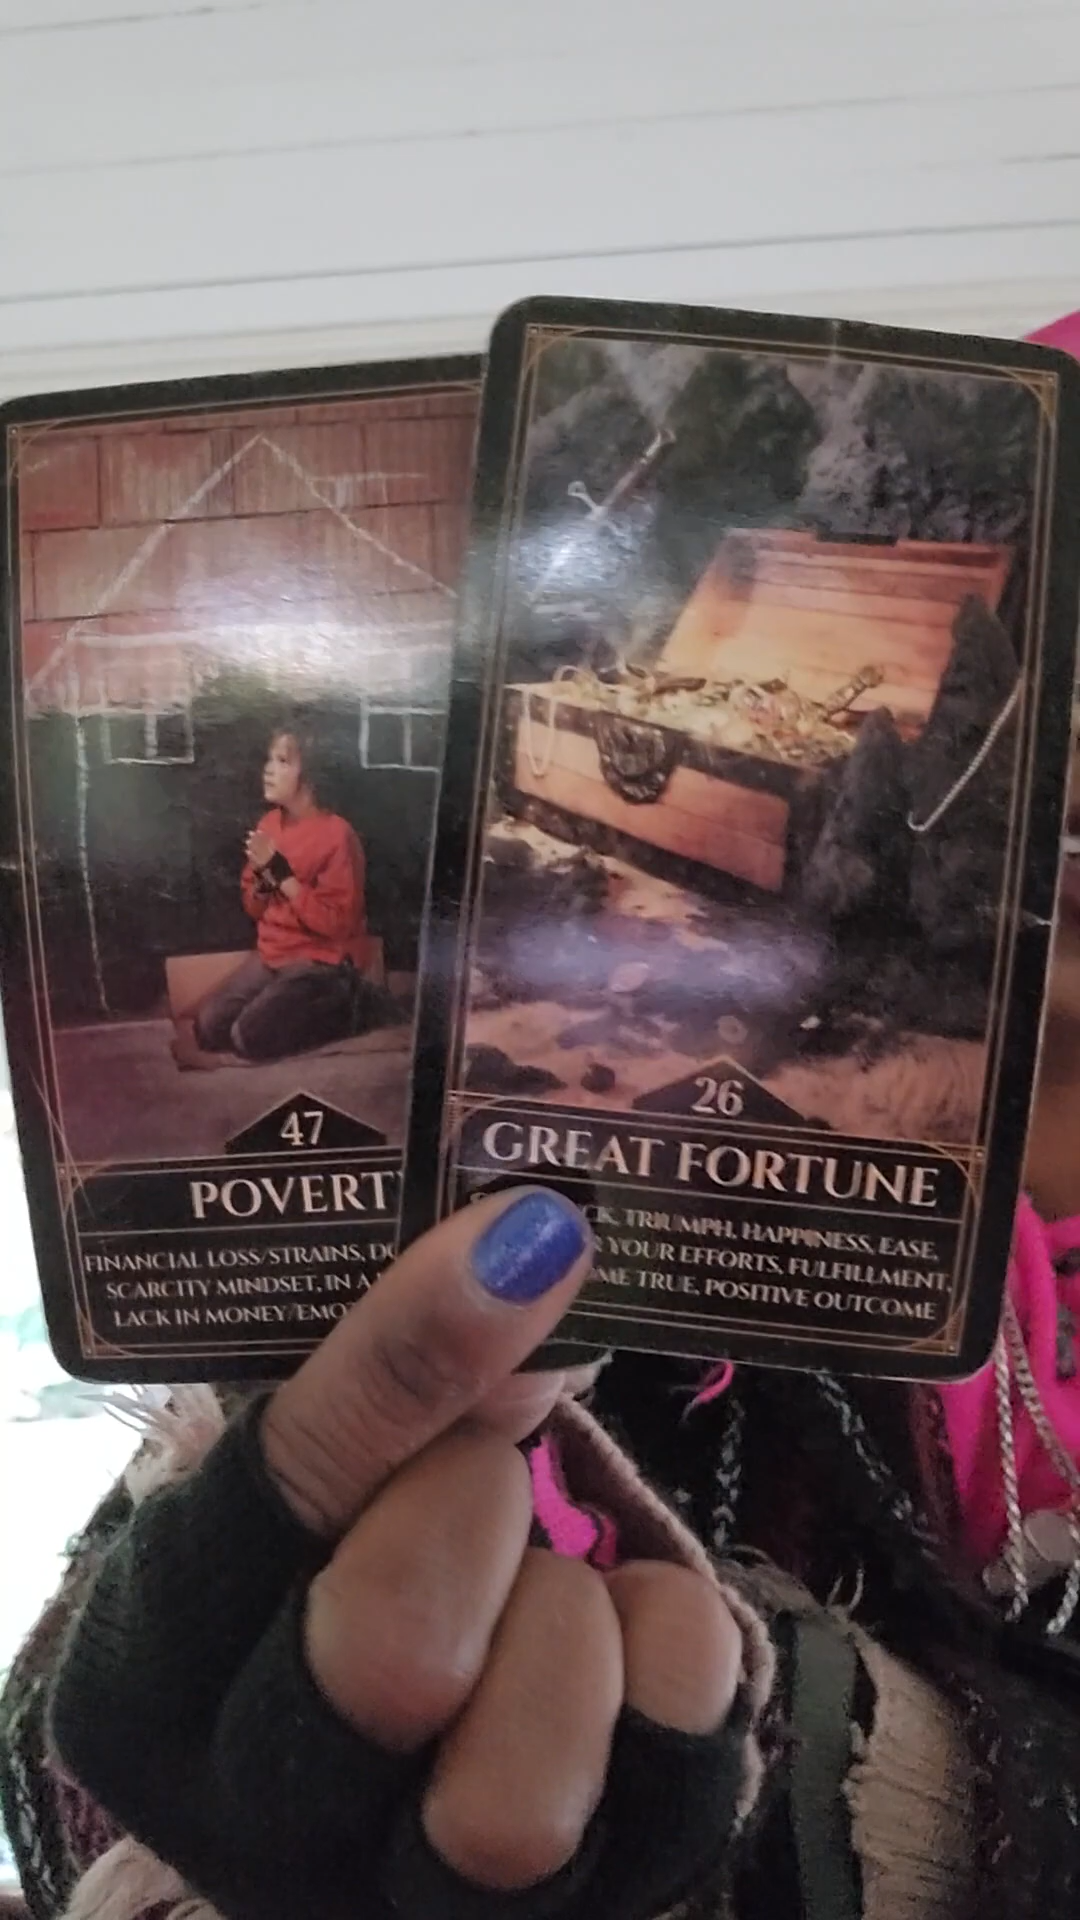 47
POVERTY
FINANCIAL LOSS/STRAINS,
SCARCITY MINDSET, IN A
LACK IN MONEY/EMO
26
GREAT FORTUNE
CK, TRIUMPH, HAPPINESS, EASE,
R YOUR EFFORTS, FULFILLMENT,
ME TRUE, POSITIVE OUTCOME